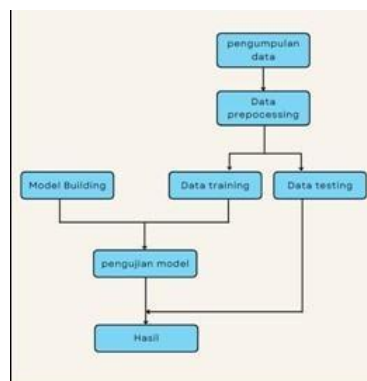 pengumpulan
data
Data
prepocessing
Model Building
Data training
Data testing
pengujian model
Hasil